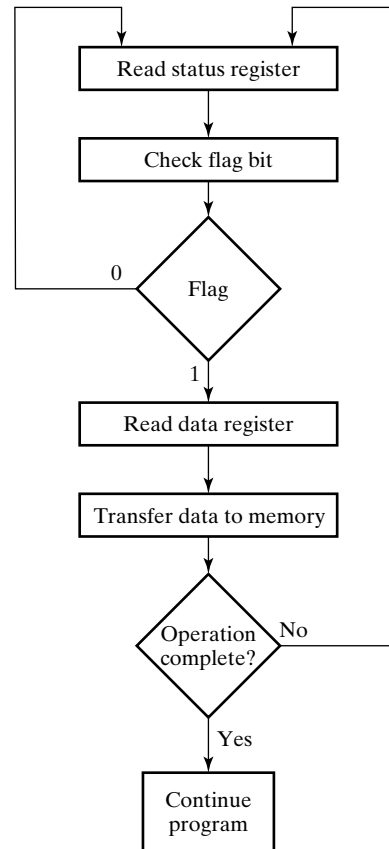 Read status register
Check flag bit
0
Flag
1
Read data register
Transfer data to memory
Operation
complete?
No
Yes
Continue
program